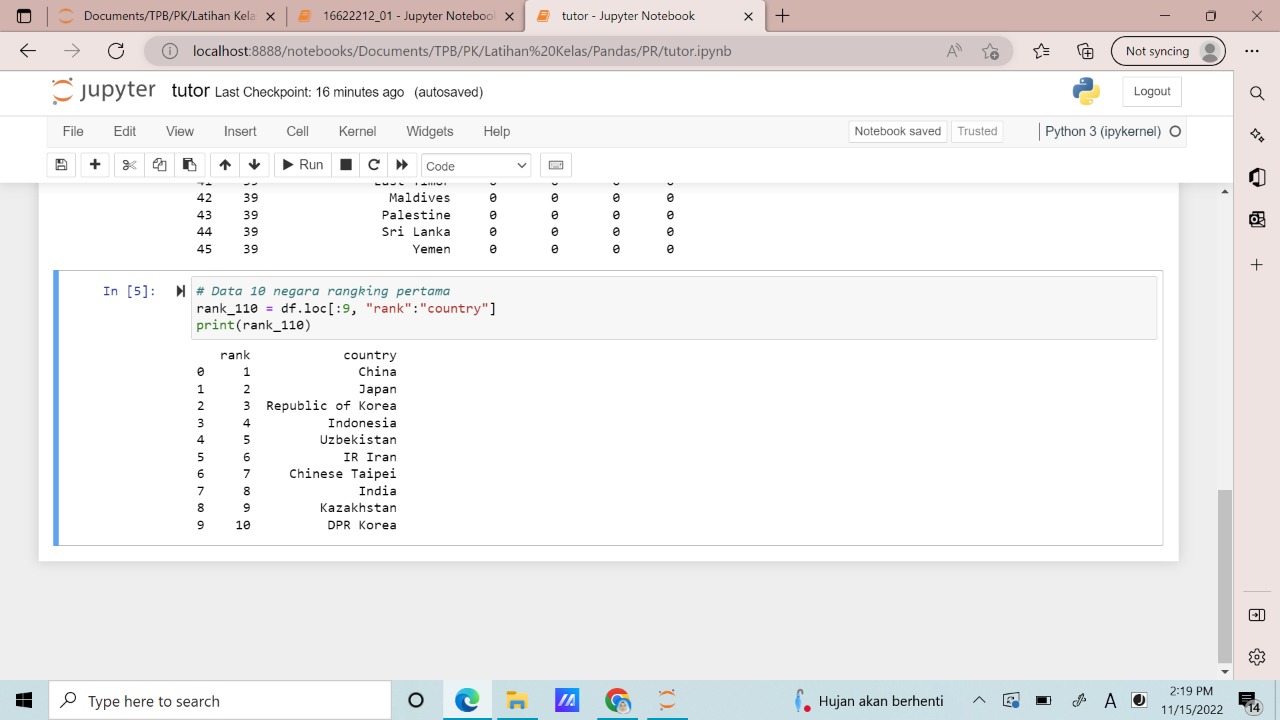 Documents/TPB/PK/Latihan Kela
16622212_01 - Jupyter Noteboo
tutor - Jupyter Notebook
localhost:8888/notebooks/Documents/TPB/PK/Latihan%20Kelas/Pandas/PR/tutor.ipynb
Not syncing
jupyter tutor Last Checkpoint: 16 minutes ago (autosaved)
Logout
File Edit View Insert Cell Kernel Widgets Help
Notebook saved Trusted Python 3 (ipykernel)
Run Code
41 39 East Timor 0 0 0 0
42 39 Maldives 0 0 0 0
43 39 Palestine 0 0 0 0
44 39 Sri Lanka 0 0 0 0
45 39 Yemen 0 0 0 0
In [5]: # Data 10 negara rangking pertama
rank_110 = df.loc[:9, "rank":"country"]
print(rank_110)
rank country
0 1 China
1 2 Japan
2 3 Republic of Korea
3 4 Indonesia
4 5 Uzbekistan
5 6 IR Iran
6 7 Chinese Taipei
7 8 India
8 9 Kazakhstan
9 10 DPR Korea
Type here to search
Hujan akan berhenti
A
2:19 PM
11/15/2022
14